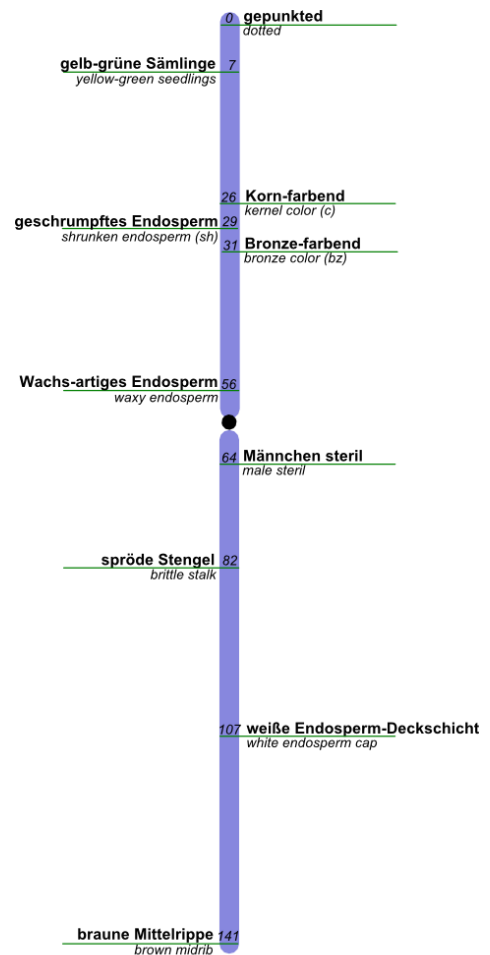 0 gepunkted
dotted
gelb-grüne Sämlinge 7
yellow-green seedlings
26 Korn-farbend
kernel color (c)
geschrumpftes Endosperm 29
shrunken endosperm (sh)
31 Bronze-farbend
bronze color (bz)
Wachs-artiges Endosperm 56
waxy endosperm
64 Männchen steril
male steril
spröde Stengel 82
brittle stalk
107 weiße Endosperm-Deckschicht
white endosperm cap
braune Mittelrippe 141
brown midrib